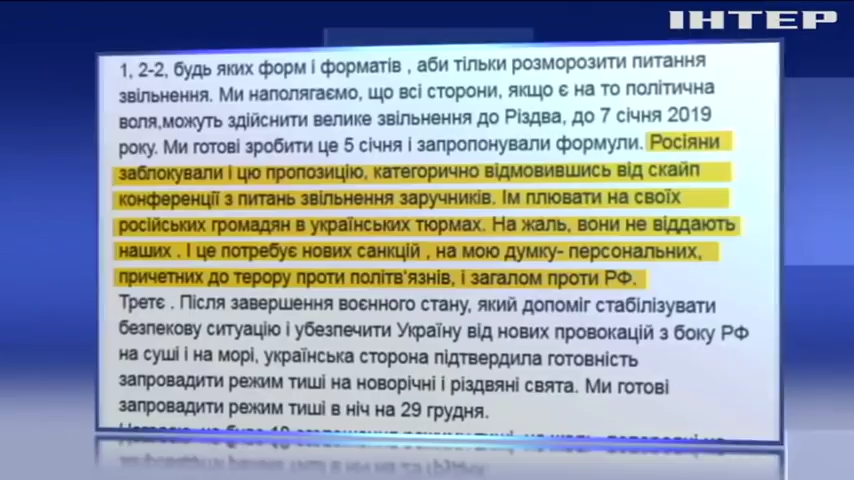 ІНТЕР
1, 2-2, будь яких форм і форматів , аби тільки розморозити питання
звільнення. Ми наполягаємо, що всі сторони, якщо є на то політична
воля,можуть здійснити велике звільнення до Різдва, до 7 січня 2019
року. Ми готові зробити це 5 січня і запропонували формули. Росіяни
заблокували і цю пропозицію, категорично відмовившись від скайп
конференції з питань звільнення заручників. Їм плювати на своїх
російських громадян в українських тюрмах. На жаль, вони не віддають
наших . І це потребує нових санкцій , на мою думку- персональних,
причетних до терору проти політв'язнів, і загалом проти РФ.
Третє . Після завершення воєнного стану, який допоміг стабілізувати
безпекову ситуацію і убезпечити Україну від нових провокацій з боку РФ
на суші і на морі, українська сторона підтвердила готовність
запровадити режим тиші на новорічні і різдвяні свята. Ми готові
запровадити режим тиші в ніч на 29 грудня.